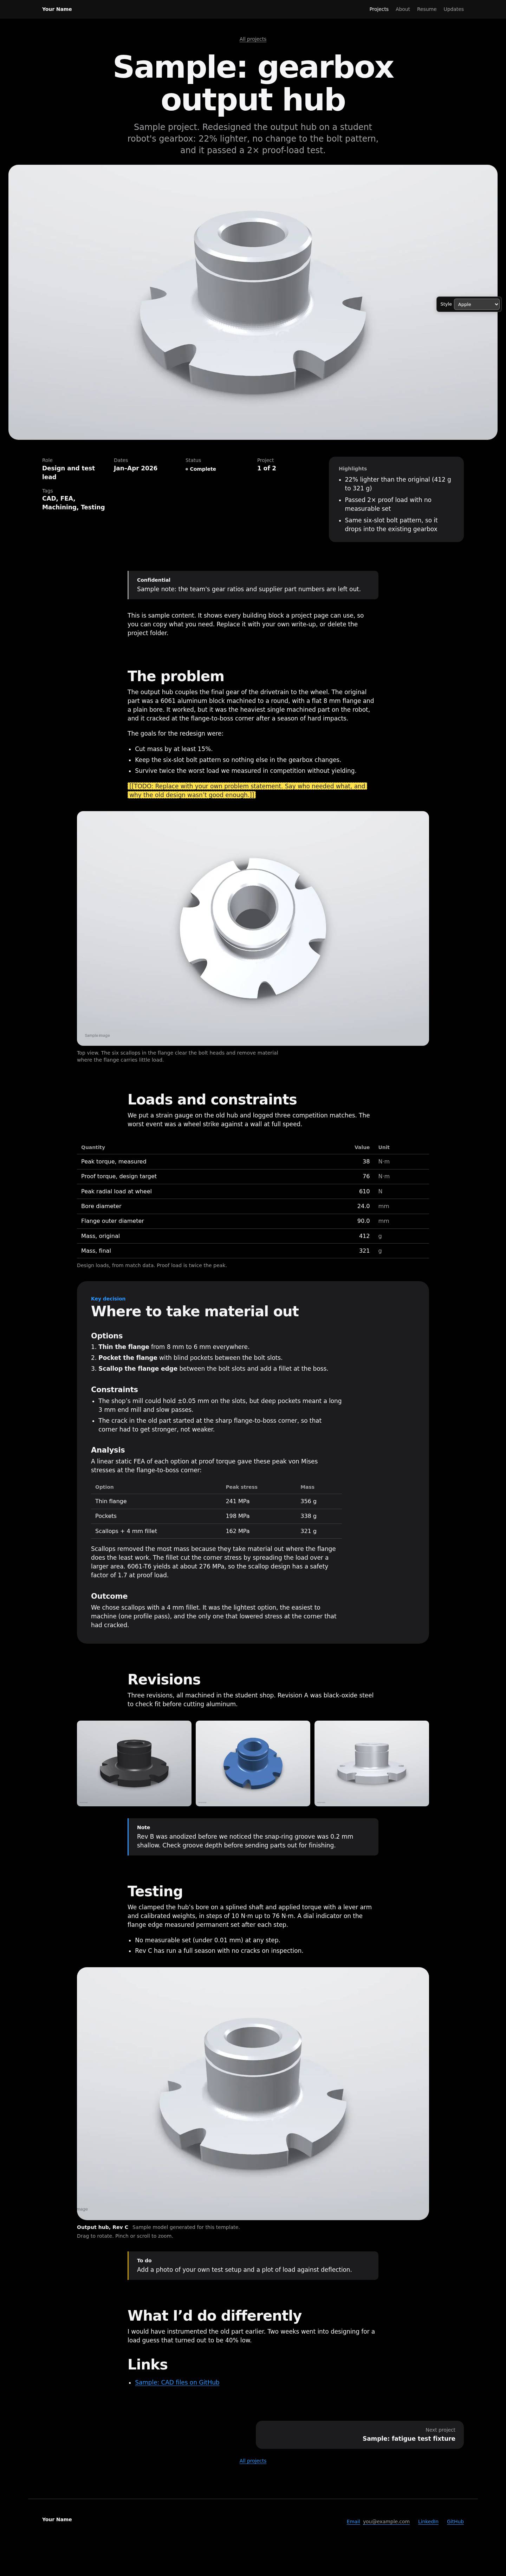 Your Name
Projects About Resume Updates
All projects
Sample: gearbox
output hub
Sample project. Redesigned the output hub on a student
robot's gearbox: 22% lighter, no change to the bolt pattern,
and it passed a 2× proof-load test.
Style Apple
Role
Design and test
lead
Dates
Jan–Apr 2026
Status
Complete
Project
1 of 2
Tags
CAD, FEA,
Machining, Testing
Highlights
• 22% lighter than the original (412 g
to 321 g)
• Passed 2× proof load with no
measurable set
• Same six-slot bolt pattern, so it
drops into the existing gearbox
Confidential
Sample note: the team's gear ratios and supplier part numbers are left out.
This is sample content. It shows every building block a project page can use, so
you can copy what you need. Replace it with your own write-up, or delete the
project folder.
The problem
The output hub couples the final gear of the drivetrain to the wheel. The original
part was a 6061 aluminum block machined to a round, with a flat 8 mm flange and
a plain bore. It worked, but it was the heaviest single machined part on the robot,
and it cracked at the flange-to-boss corner after a season of hard impacts.
The goals for the redesign were:
• Cut mass by at least 15%.
• Keep the six-slot bolt pattern so nothing else in the gearbox changes.
• Survive twice the worst load we measured in competition without yielding.
[[TODO: Replace with your own problem statement. Say who needed what, and
why the old design wasn't good enough.]]
Sample image
Top view. The six scallops in the flange clear the bolt heads and remove material
where the flange carries little load.
Loads and constraints
We put a strain gauge on the old hub and logged three competition matches. The
worst event was a wheel strike against a wall at full speed.
Quantity Value Unit
Peak torque, measured 38 N·m
Proof torque, design target 76 N·m
Peak radial load at wheel 610 N
Bore diameter 24.0 mm
Flange outer diameter 90.0 mm
Mass, original 412 g
Mass, final 321 g
Design loads, from match data. Proof load is twice the peak.
Key decision
Where to take material out
Options
1. Thin the flange from 8 mm to 6 mm everywhere.
2. Pocket the flange with blind pockets between the bolt slots.
3. Scallop the flange edge between the bolt slots and add a fillet at the boss.
Constraints
• The shop's mill could hold ±0.05 mm on the slots, but deep pockets meant a long
3 mm end mill and slow passes.
• The crack in the old part started at the sharp flange-to-boss corner, so that
corner had to get stronger, not weaker.
Analysis
A linear static FEA of each option at proof torque gave these peak von Mises
stresses at the flange-to-boss corner:
Option Peak stress Mass
Thin flange 241 MPa 356 g
Pockets 198 MPa 338 g
Scallops + 4 mm fillet 162 MPa 321 g
Scallops removed the most mass because they take material out where the flange
does the least work. The fillet cut the corner stress by spreading the load over a
larger area. 6061-T6 yields at about 276 MPa, so the scallop design has a safety
factor of 1.7 at proof load.
Outcome
We chose scallops with a 4 mm fillet. It was the lightest option, the easiest to
machine (one profile pass), and the only one that lowered stress at the corner that
had cracked.
Revisions
Three revisions, all machined in the student shop. Revision A was black-oxide steel
to check fit before cutting aluminum.
Note
Rev B was anodized before we noticed the snap-ring groove was 0.2 mm
shallow. Check groove depth before sending parts out for finishing.
Testing
We clamped the hub's bore on a splined shaft and applied torque with a lever arm
and calibrated weights, in steps of 10 N·m up to 76 N·m. A dial indicator on the
flange edge measured permanent set after each step.
• No measurable set (under 0.01 mm) at any step.
• Rev C has run a full season with no cracks on inspection.
Output hub, Rev C Sample model generated for this template.
Drag to rotate. Pinch or scroll to zoom.
To do
Add a photo of your own test setup and a plot of load against deflection.
What I'd do differently
I would have instrumented the old part earlier. Two weeks went into designing for a
load guess that turned out to be 40% low.
Links
• Sample: CAD files on GitHub
Next project
Sample: fatigue test fixture
All projects
Your Name
Email you@example.com LinkedIn GitHub